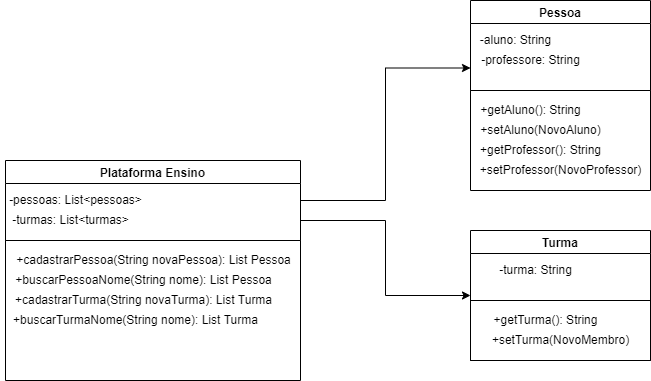 Pessoa
-aluno: String
-professore: String
+getAluno(): String
+setAluno(NovoAluno)
+getProfessor(): String
+setProfessor(NovoProfessor)
Plataforma Ensino
-pessoas: List<pessoas>
-turmas: List<turmas>
+cadastrarPessoa(String novaPessoa): List Pessoa
+buscarPessoaNome(String nome): List Pessoa
+cadastrarTurma(String novaTurma): List Turma
+buscarTurmaNome(String nome): List Turma
Turma
-turma: String
+getTurma(): String
+setTurma(NovoMembro)